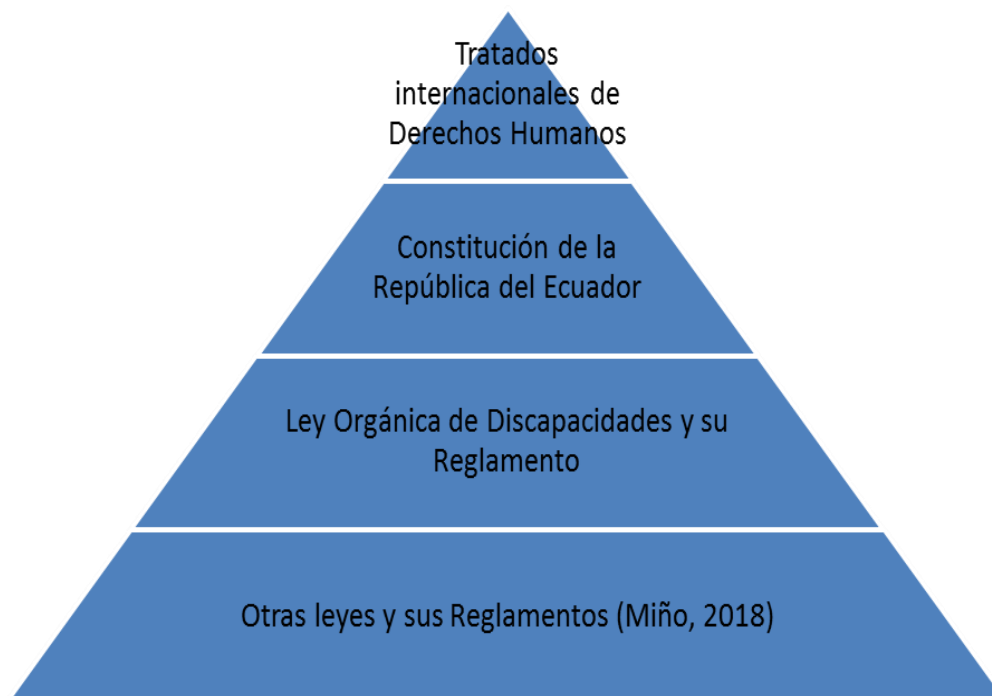 Tratados
internacionales de
Derechos Humanos
Constitución de la
República del Ecuador
Ley Orgánica de Discapacidades y su
Reglamento
Otras leyes y sus Reglamentos (Miño, 2018)